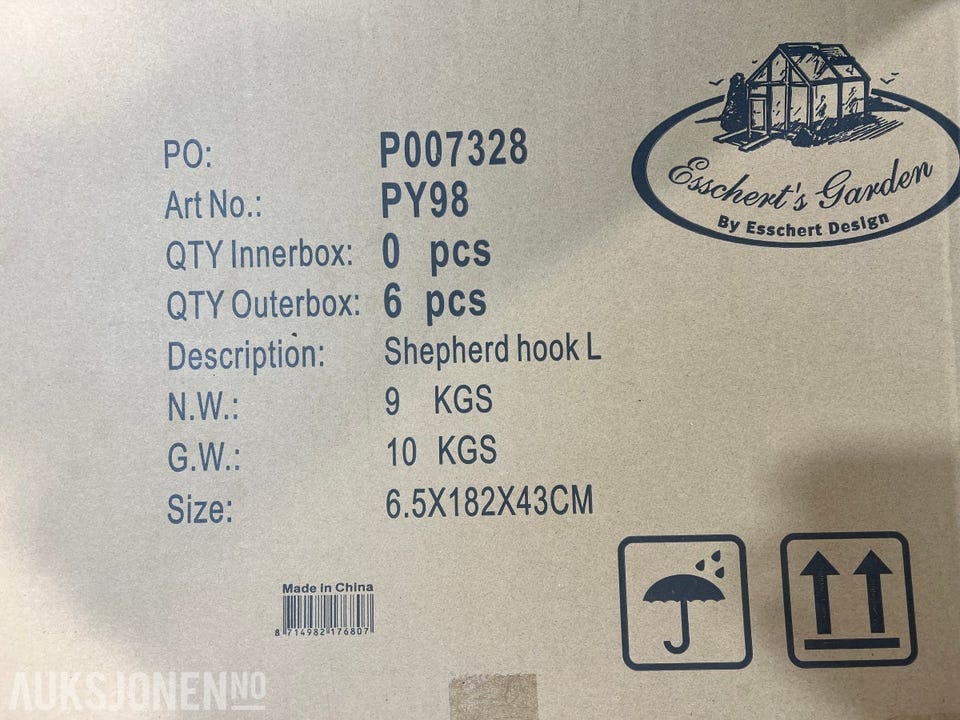 PO: P007328
Art No.: PY98
QTY Innerbox: 0 pcs
QTY Outerbox: 6 pcs
Description: Shepherd hook L
N.W.: 9 KGS
G.W.: 10 KGS
Size: 6.5X182X43CM
Esschert's Garden
By Esschert Design
Made in China
8 714982 176807
AUKSJONEN NO